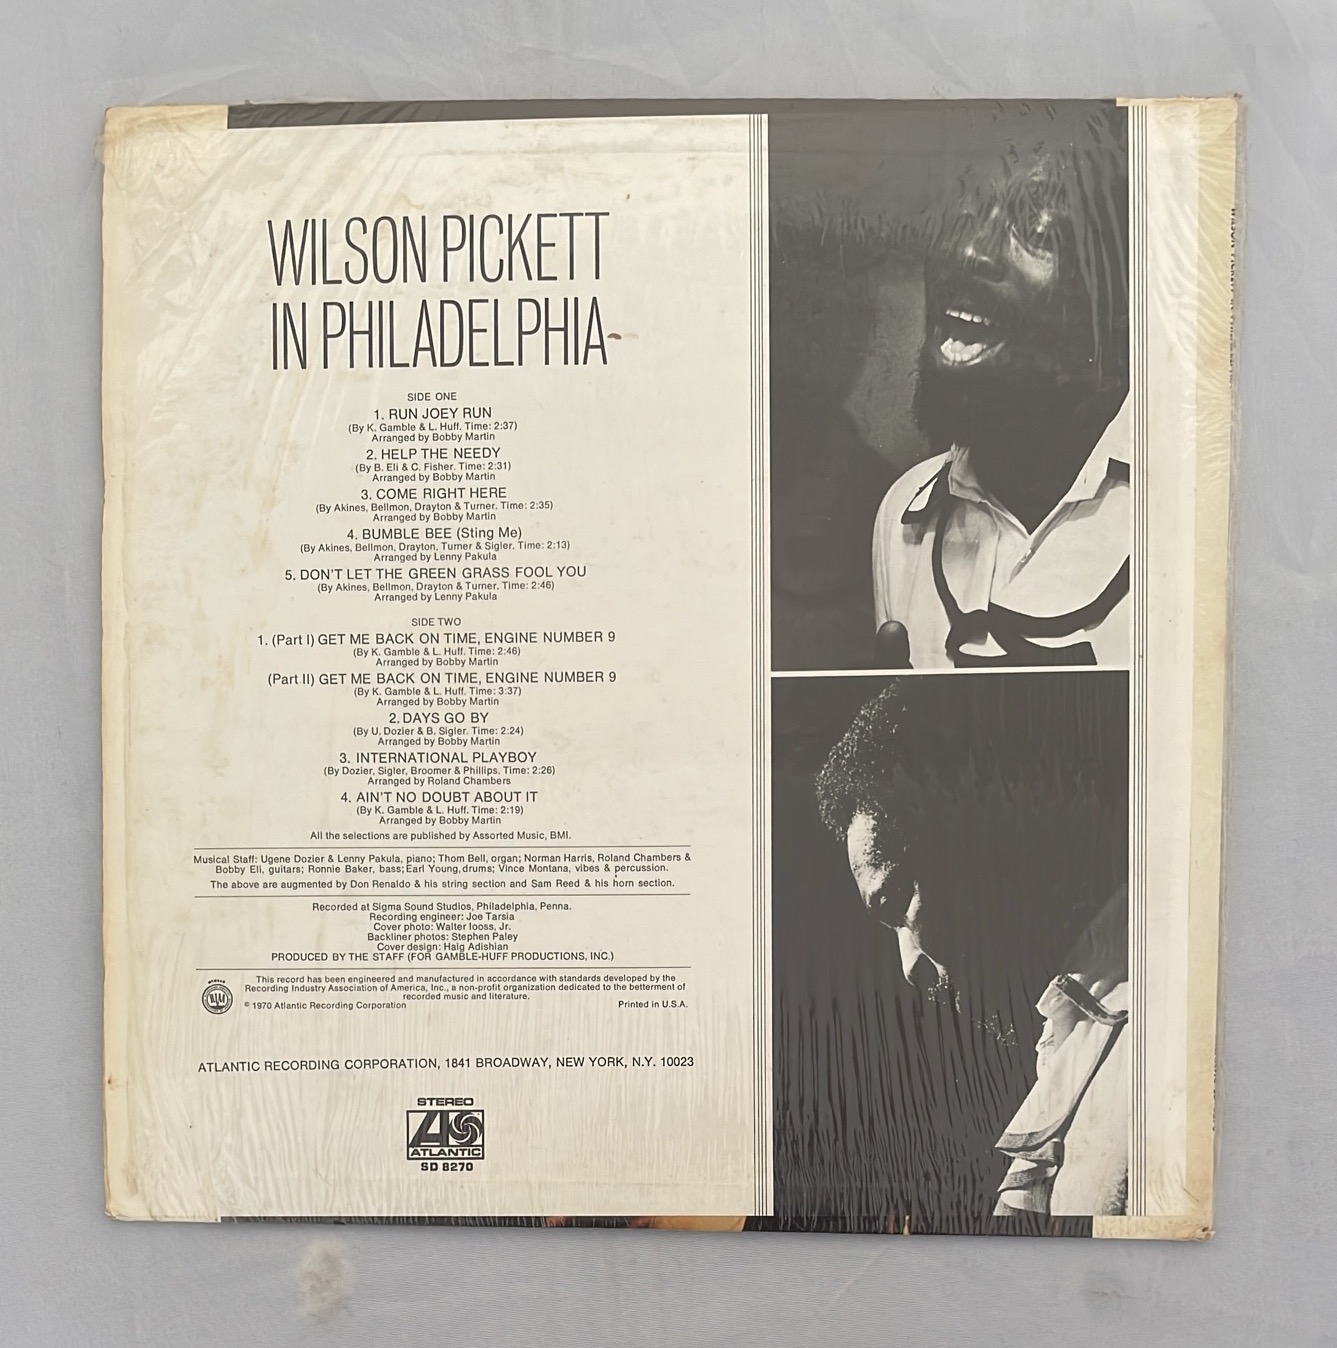 WILSON PICKETT
IN PHILADELPHIA
SIDE ONE
1. RUN JOEY RUN
(By K. Gamble & L. Huff. Time: 2:37)
Arranged by Bobby Martin
2. HELP THE NEEDY
(By B. Eli & C. Fisher. Time: 2:31)
Arranged by Bobby Martin
3. COME RIGHT HERE
(By Akines, Bellmon, Drayton & Turner. Time: 2:35)
Arranged by Bobby Martin
4. BUMBLE BEE (Sting Me)
(By Akines, Bellmon, Drayton, Turner & Sigler. Time: 2:13)
Arranged by Lenny Pakula
5. DON'T LET THE GREEN GRASS FOOL YOU
(By Akines, Bellmon, Drayton & Turner. Time: 2:46)
Arranged by Lenny Pakula
SIDE TWO
1. (Part I) GET ME BACK ON TIME, ENGINE NUMBER 9
(By K. Gamble & L. Huff. Time: 2:46)
Arranged by Bobby Martin
(Part II) GET ME BACK ON TIME, ENGINE NUMBER 9
(By K. Gamble & L. Huff. Time: 3:37)
Arranged by Bobby Martin
2. DAYS GO BY
(By U. Dozier & B. Sigler. Time: 2:24)
Arranged by Bobby Martin
3. INTERNATIONAL PLAYBOY
(By Dozier, Sigler, Broomer & Phillips. Time: 2:26)
Arranged by Roland Chambers
4. AIN'T NO DOUBT ABOUT IT
(By K. Gamble & L. Huff. Time: 2:19)
Arranged by Bobby Martin
All the selections are published by Assorted Music, BMI.
Musical Staff: Ugene Dozier & Lenny Pakula, piano; Thom Bell, organ; Norman Harris, Roland Chambers &
Bobby Eli, guitars; Ronnie Baker, bass; Earl Young, drums; Vince Montana, vibes & percussion.
The above are augmented by Don Renaldo & his string section and Sam Reed & his horn section.
Recorded at Sigma Sound Studios, Philadelphia, Penna.
Recording engineer: Joe Tarsia
Cover photo: Walter Iooss, Jr.
Backliner photos: Stephen Paley
Cover design: Haig Adishian
PRODUCED BY THE STAFF (FOR GAMBLE-HUFF PRODUCTIONS, INC.)
This record has been engineered and manufactured in accordance with standards developed by the
Recording Industry Association of America, Inc., a non-profit organization dedicated to the betterment of
recorded music and literature.
© 1970 Atlantic Recording Corporation Printed in U.S.A.
ATLANTIC RECORDING CORPORATION, 1841 BROADWAY, NEW YORK, N.Y. 10023
STEREO
ATLANTIC
SD 8270